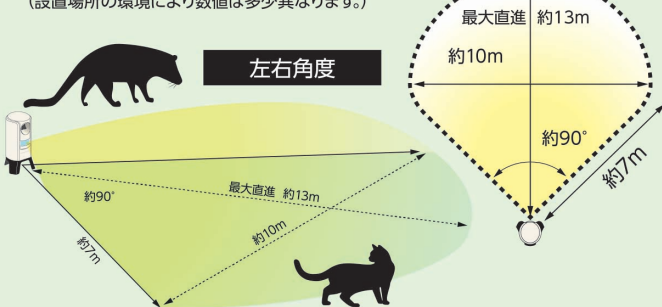 (設置場所の環境により数値は多少異なります。)
左右角度
最大直進 約13m
約10m
約90°
約7m
約90°
最大直進 約13m
約10m
約7m